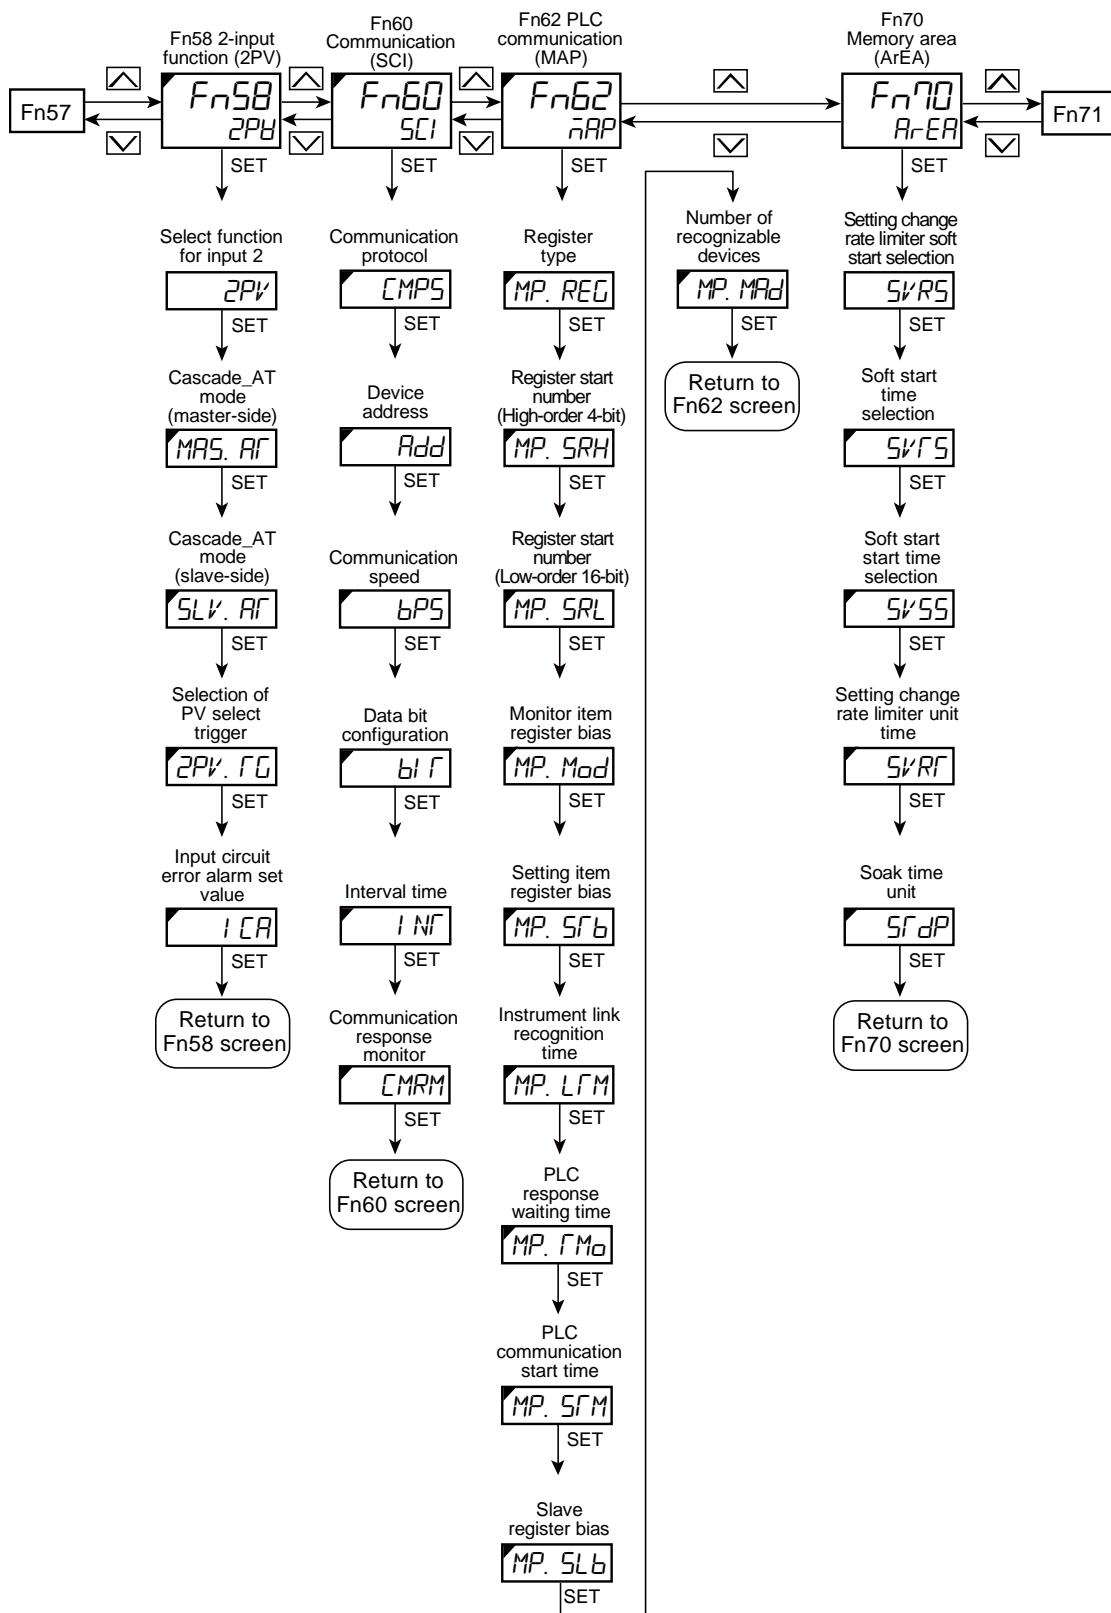 Fn57
Fn58 2-input
function (2PV)
Fn58
2PV
SET
Select function
for input 2
2PV
SET
Cascade_AT
mode
(master-side)
MAS. AT
SET
Cascade_AT
mode
(slave-side)
SLV. AT
SET
Selection of
PV select
trigger
2PV. TG
SET
Input circuit
error alarm set
value
ICA
SET
Return to
Fn58 screen
Fn60
Communication
(SCI)
Fn60
SCI
SET
Communication
protocol
CMPS
SET
Device
address
Add
SET
Communication
speed
bPS
SET
Data bit
configuration
bIT
SET
Interval time
INT
SET
Communication
response
monitor
CMRM
SET
Return to
Fn60 screen
Fn62 PLC
communication
(MAP)
Fn62
MAP
SET
Register
type
MP. REG
SET
Register start
number
(High-order 4-bit)
MP. SRH
SET
Register start
number
(Low-order 16-bit)
MP. SRL
SET
Monitor item
register bias
MP. Mod
SET
Setting item
register bias
MP. STb
SET
Instrument link
recognition
time
MP. LTM
SET
PLC
response
waiting time
MP. TMo
SET
PLC
communication
start time
MP. STM
SET
Slave
register bias
MP. SLb
SET
Number of
recognizable
devices
MP. MAd
SET
Return to
Fn62 screen
Fn70
Memory area
(ArEA)
Fn70
ArEA
SET
Setting change
rate limiter soft
start selection
SVRS
SET
Soft start
time
selection
SVTS
SET
Soft start
start time
selection
SVSS
SET
Setting change
rate limiter unit
time
SVRT
SET
Soak time
unit
STdP
SET
Return to
Fn70 screen
Fn71